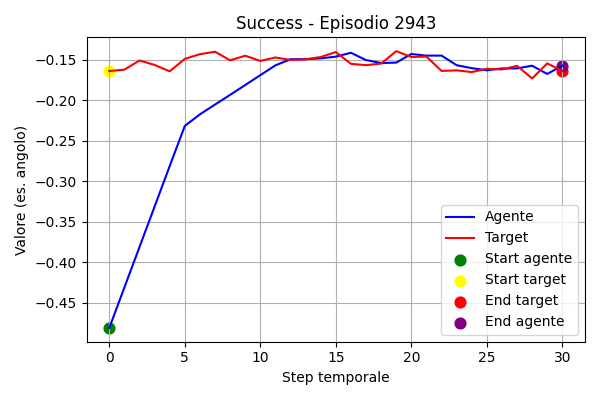 Success - Episodio 2943
Valore (es. angolo)
−0.15
−0.20
−0.25
−0.30
−0.35
−0.40
−0.45
Agente
Target
Start agente
Start target
End target
End agente
0 5 10 15 20 25 30
Step temporale